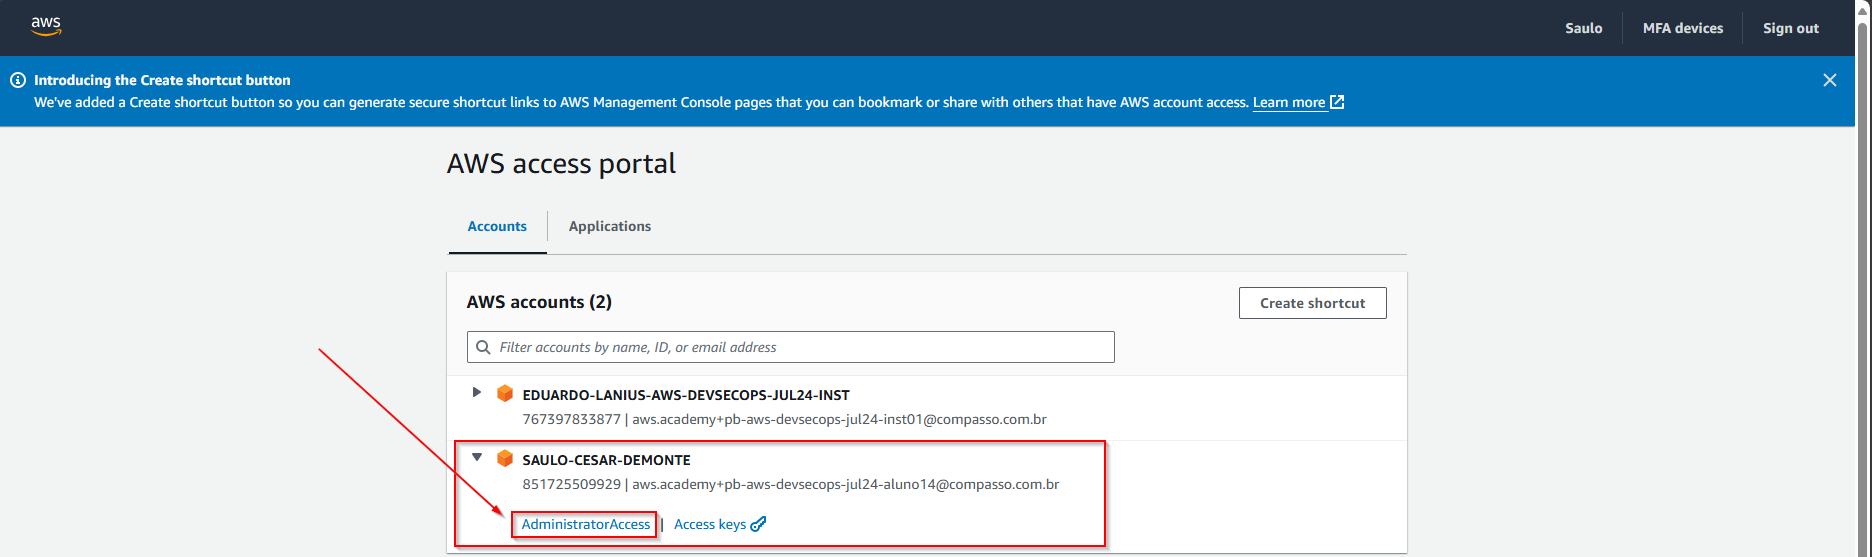 aws
Saulo
MFA devices
Sign out
Introducing the Create shortcut button
We've added a Create shortcut button so you can generate secure shortcut links to AWS Management Console pages that you can bookmark or share with others that have AWS account access. Learn more
AWS access portal
Accounts
Applications
AWS accounts (2)
Create shortcut
Filter accounts by name, ID, or email address
EDUARDO-LANIUS-AWS-DEVSECOPS-JUL24-INST
767397833877 | aws.academy+pb-aws-devsecops-jul24-inst01@compasso.com.br
SAULO-CESAR-DEMONTE
851725509929 | aws.academy+pb-aws-devsecops-jul24-aluno14@compasso.com.br
AdministratorAccess | Access keys